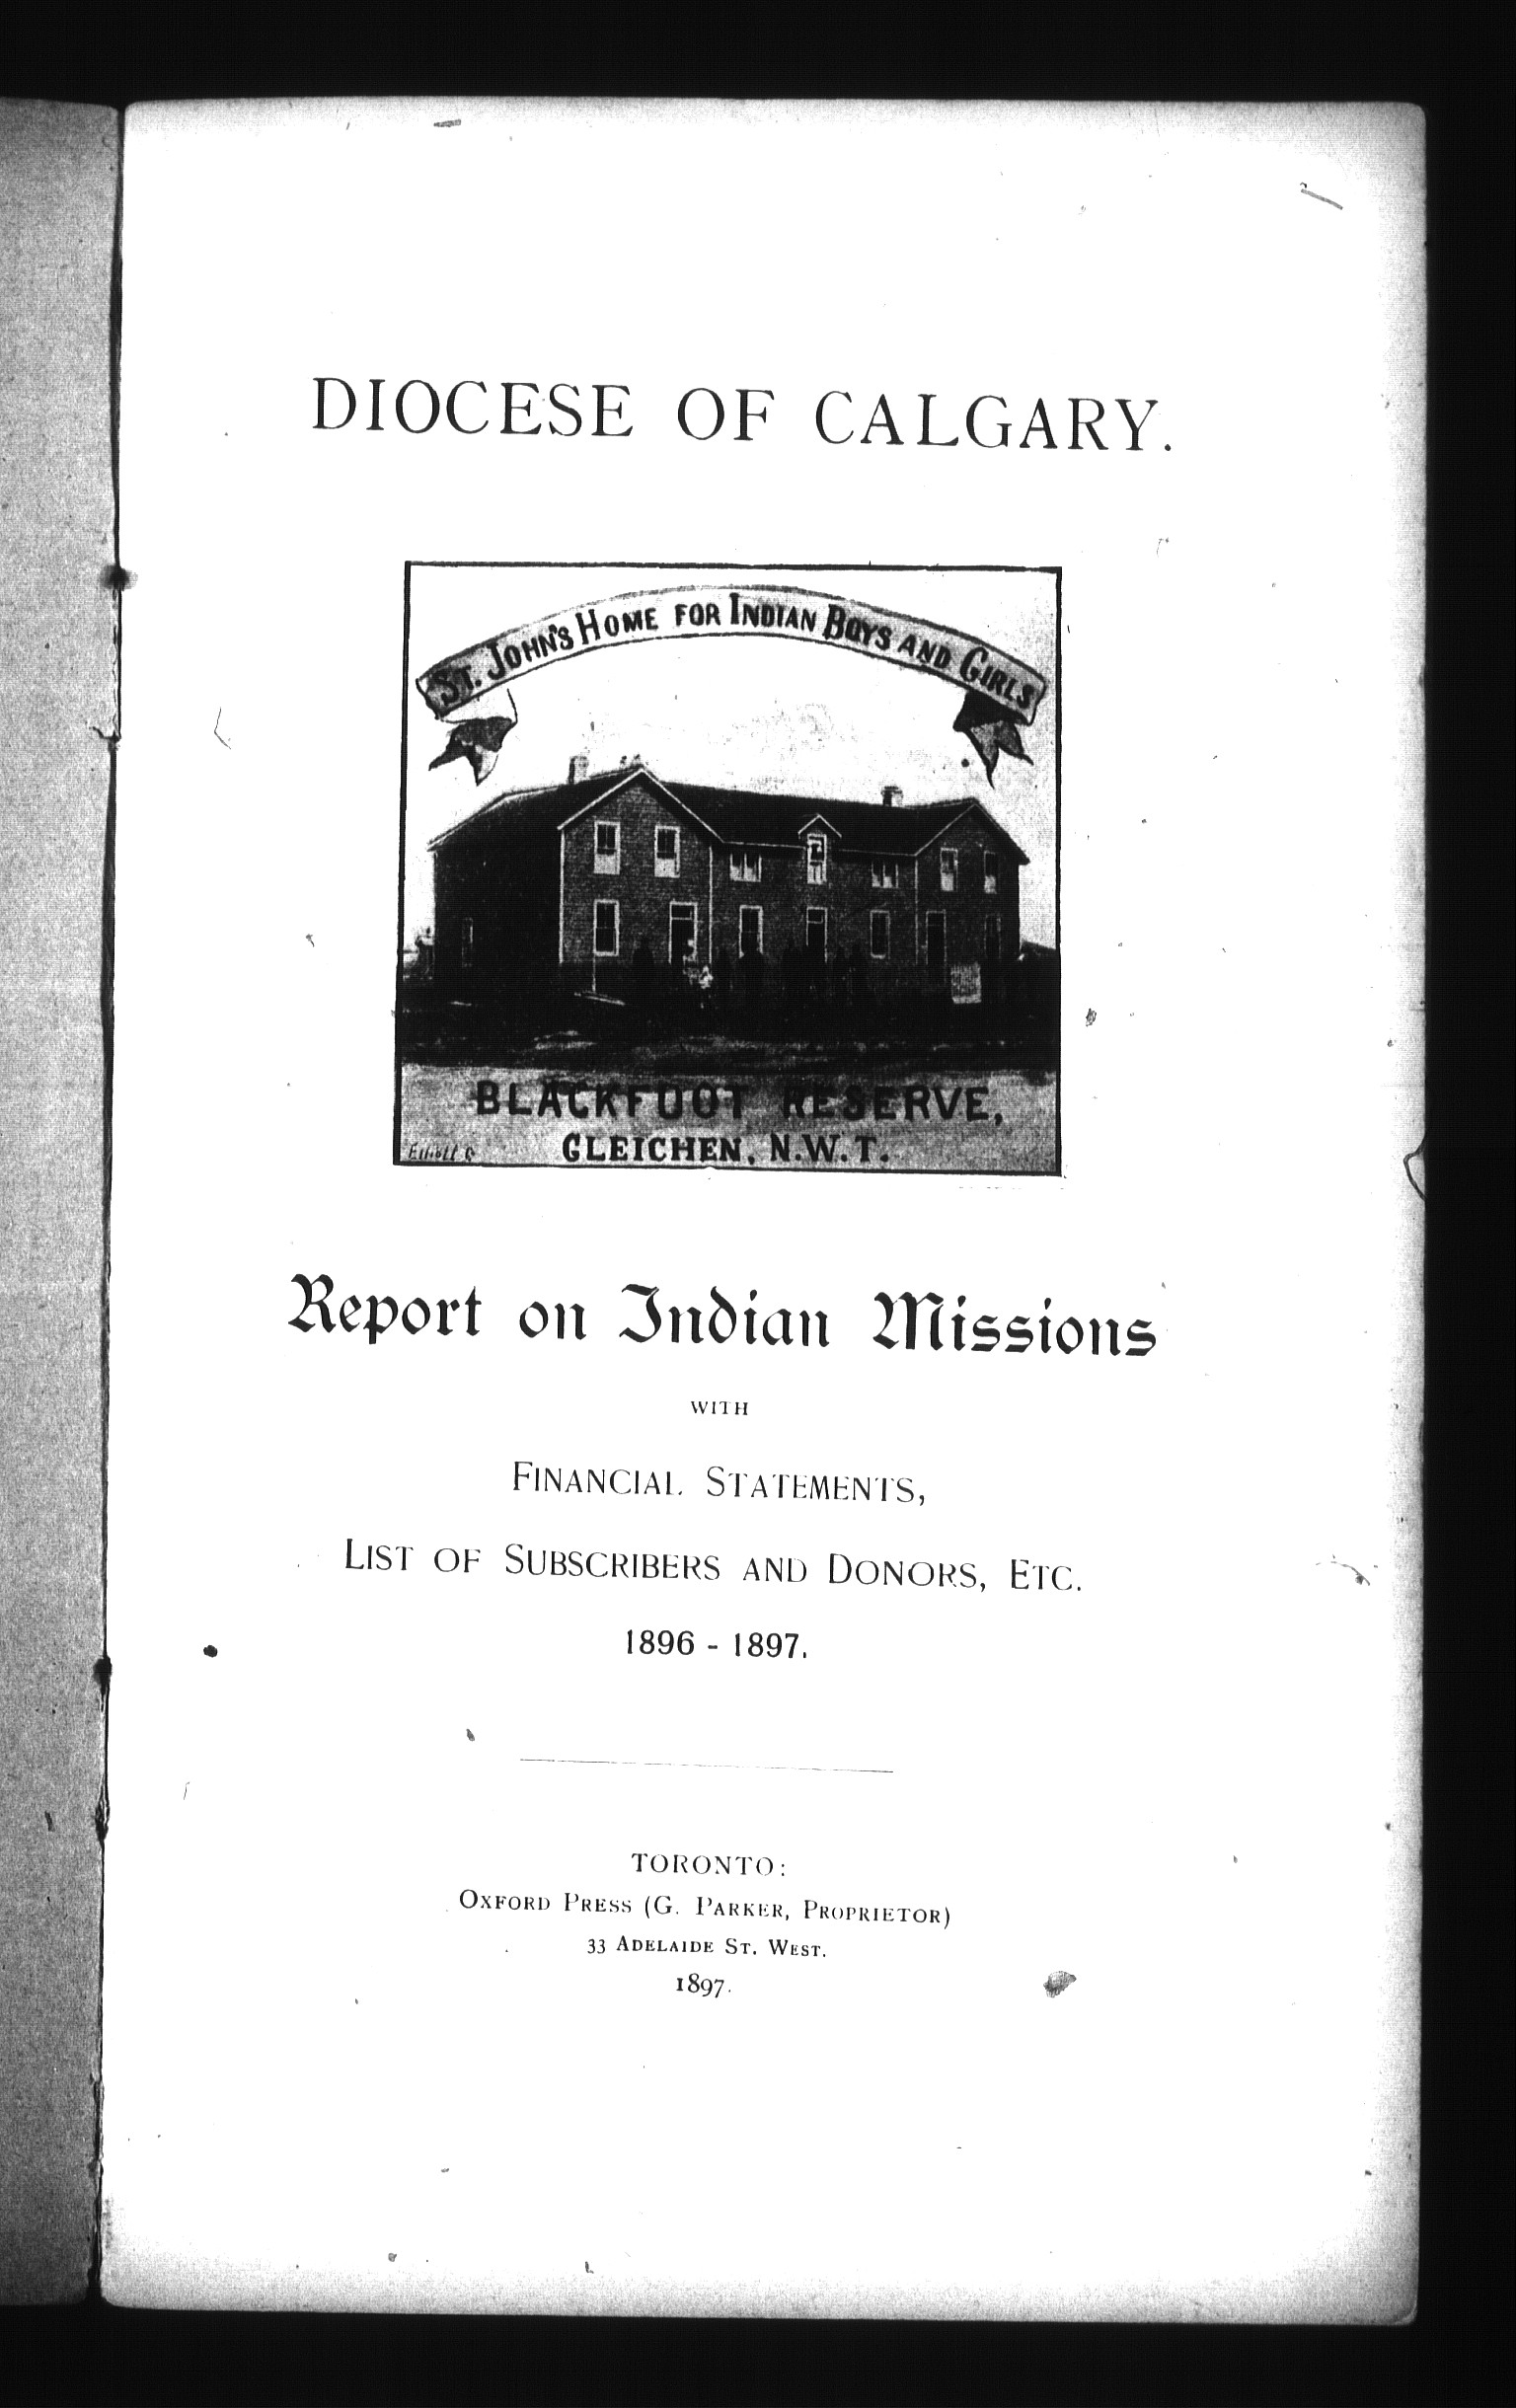 DIOCESE OF CALGARY.
ST. JOHN'S HOME FOR INDIAN BOYS AND GIRLS
BLACKFOOT RESERVE,
GLEICHEN, N.W.T.
Report on Indian Missions
WITH
FINANCIAL STATEMENTS,
LIST OF SUBSCRIBERS AND DONORS, ETC.
1896 - 1897.
TORONTO:
OXFORD PRESS (G. PARKER, PROPRIETOR)
33 ADELAIDE ST. WEST.
1897.